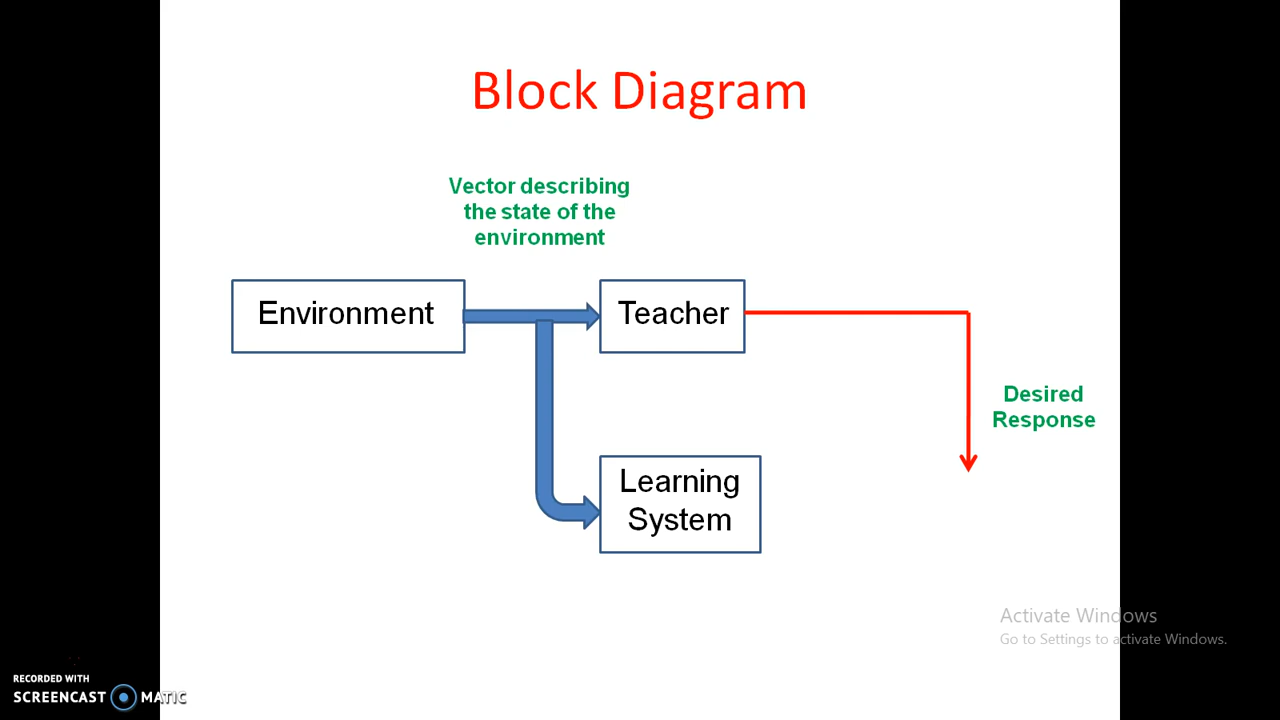 Block Diagram
Vector describing
the state of the
environment
Environment
Teacher
Desired
Response
Learning
System
Activate Windows
Go to Settings to activate Windows.
RECORDED WITH
SCREENCAST MATIC